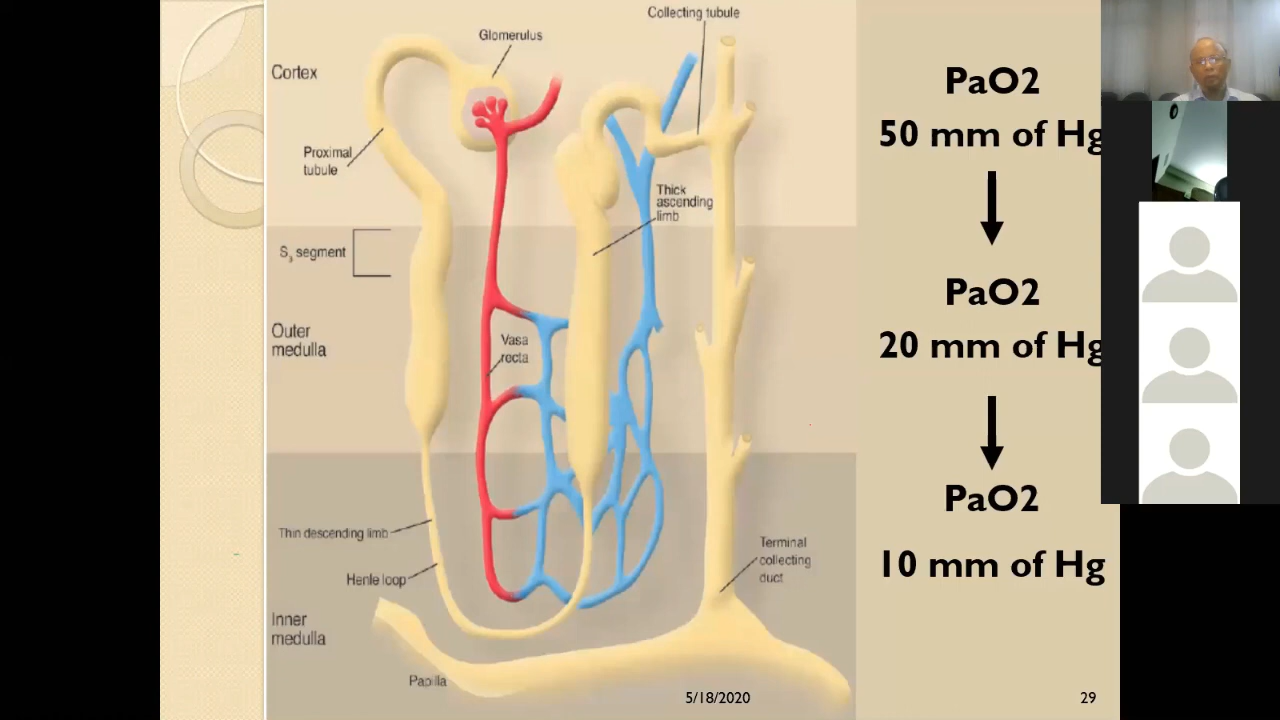 Collecting tubule
Glomerulus
Cortex
Proximal
tubule
Thick
ascending
limb
S3 segment
Outer
medulla
Vasa
recta
Thin descending limb
Henle loop
Terminal
collecting
duct
Inner
medulla
Papilla
PaO2
50 mm of Hg
PaO2
20 mm of Hg
PaO2
10 mm of Hg
5/18/2020
29